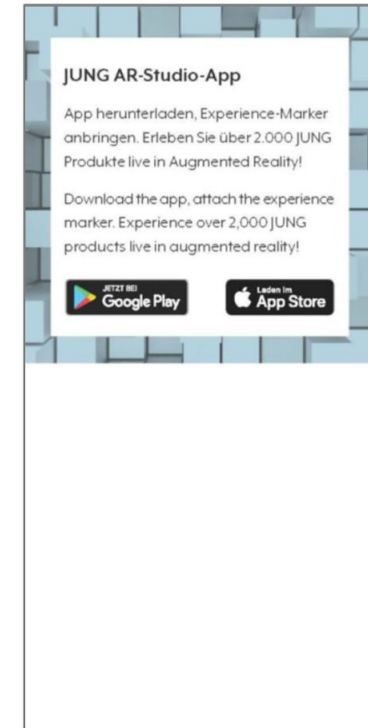 JUNG AR-Studio-App
App herunterladen, Experience-Marker
anbringen. Erleben Sie über 2.000 JUNG
Produkte live in Augmented Reality!
Download the app, attach the experience
marker. Experience over 2,000 JUNG
products live in augmented reality!
JETZT BEI
Google Play
Laden im
App Store